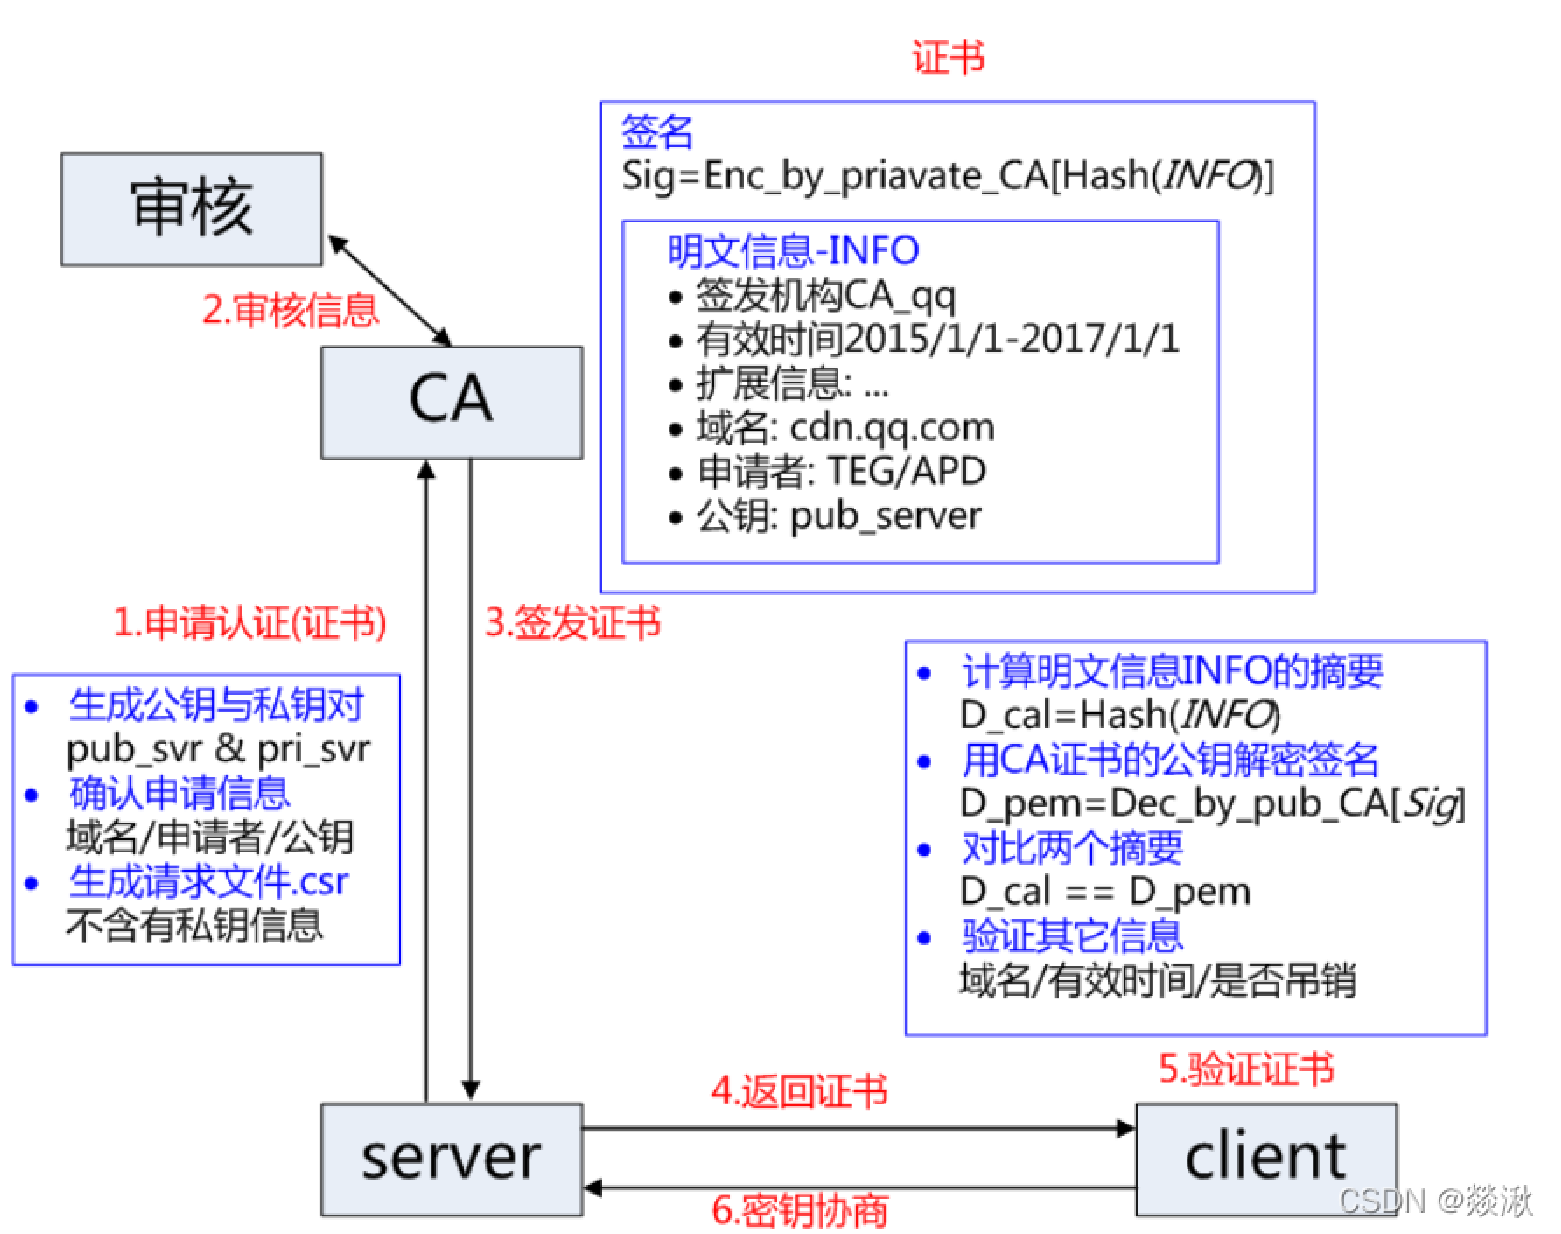 证书
签名
Sig=Enc_by_priavate_CA[Hash(INFO)]
明文信息-INFO
• 签发机构CA_qq
• 有效时间2015/1/1-2017/1/1
• 扩展信息: ...
• 域名: cdn.qq.com
• 申请者: TEG/APD
• 公钥: pub_server
审核
2.审核信息
CA
1.申请认证(证书)
3.签发证书
• 生成公钥与私钥对
pub_svr & pri_svr
• 确认申请信息
域名/申请者/公钥
• 生成请求文件.csr
不含有私钥信息
• 计算明文信息INFO的摘要
D_cal=Hash(INFO)
• 用CA证书的公钥解密签名
D_pem=Dec_by_pub_CA[Sig]
• 对比两个摘要
D_cal == D_pem
• 验证其它信息
域名/有效时间/是否吊销
5.验证证书
4.返回证书
server
client
6.密钥协商
CSDN @燚湫